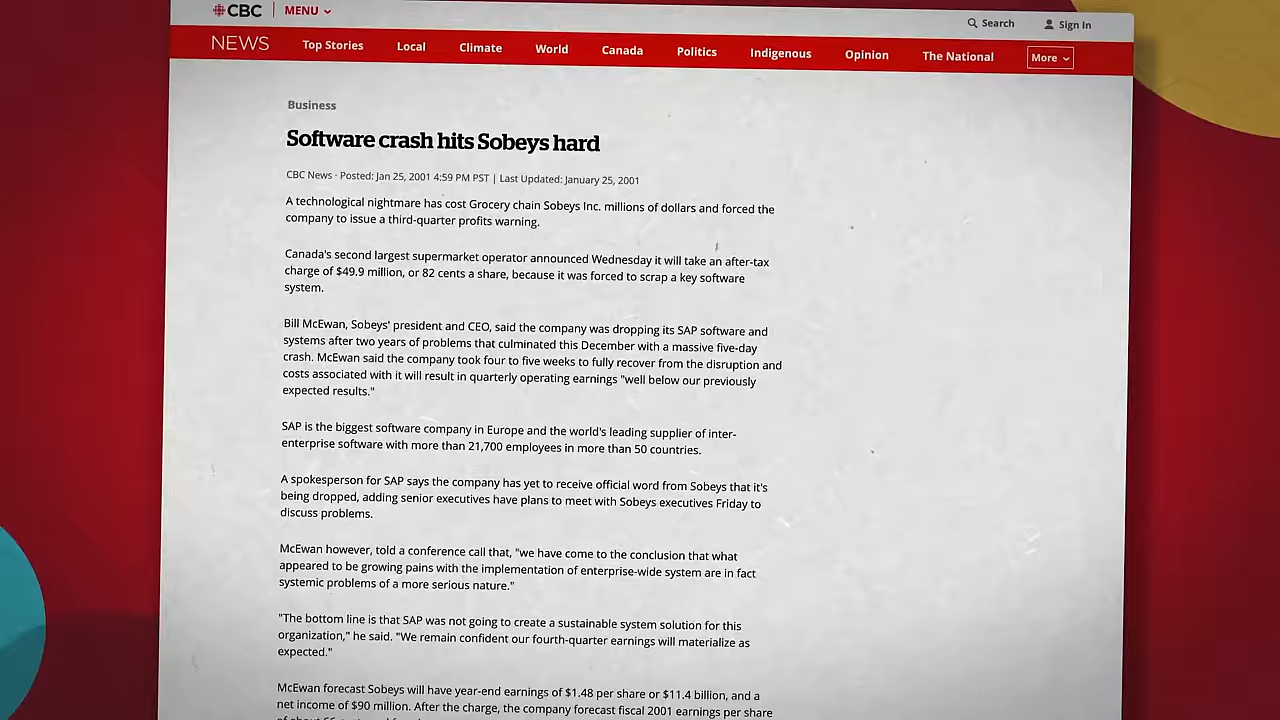 CBC MENU Search Sign In
NEWS Top Stories Local Climate World Canada Politics Indigenous Opinion The National More
Business
Software crash hits Sobeys hard
CBC News · Posted: Jan 25, 2001 4:59 PM PST | Last Updated: January 25, 2001
A technological nightmare has cost Grocery chain Sobeys Inc. millions of dollars and forced the
company to issue a third-quarter profits warning.
Canada's second largest supermarket operator announced Wednesday it will take an after-tax
charge of $49.9 million, or 82 cents a share, because it was forced to scrap a key software
system.
Bill McEwan, Sobeys' president and CEO, said the company was dropping its SAP software and
systems after two years of problems that culminated this December with a massive five-day
crash. McEwan said the company took four to five weeks to fully recover from the disruption and
costs associated with it will result in quarterly operating earnings "well below our previously
expected results."
SAP is the biggest software company in Europe and the world's leading supplier of inter-
enterprise software with more than 21,700 employees in more than 50 countries.
A spokesperson for SAP says the company has yet to receive official word from Sobeys that it's
being dropped, adding senior executives have plans to meet with Sobeys executives Friday to
discuss problems.
McEwan however, told a conference call that, "we have come to the conclusion that what
appeared to be growing pains with the implementation of enterprise-wide system are in fact
systemic problems of a more serious nature."
"The bottom line is that SAP was not going to create a sustainable system solution for this
organization," he said. "We remain confident our fourth-quarter earnings will materialize as
expected."
McEwan forecast Sobeys will have year-end earnings of $1.48 per share or $11.4 billion, and a
net income of $90 million. After the charge, the company forecast fiscal 2001 earnings per share